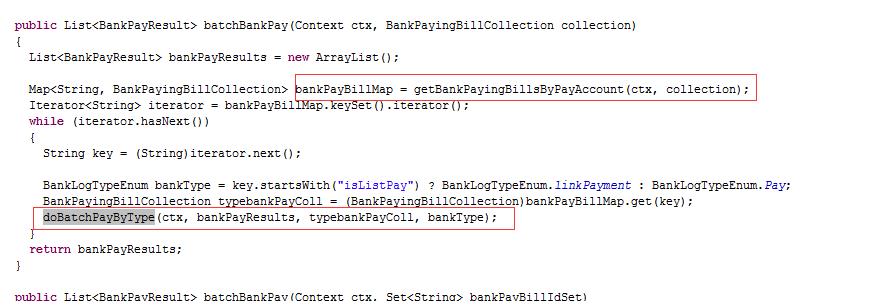 public List<BankPayResult> batchBankPay(Context ctx, BankPayingBillCollection collection)
{
List<BankPayResult> bankPayResults = new ArrayList();
Map<String, BankPayingBillCollection> bankPayBillMap = getBankPayingBillsByPayAccount(ctx, collection);
Iterator<String> iterator = bankPayBillMap.keySet().iterator();
while (iterator.hasNext())
{
String key = (String)iterator.next();
BankLogTypeEnum bankType = key.startsWith("isListPay") ? BankLogTypeEnum.linkPayment : BankLogTypeEnum.Pay;
BankPayingBillCollection typebankPayColl = (BankPayingBillCollection)bankPayBillMap.get(key);
doBatchPayByType(ctx, bankPayResults, typebankPayColl, bankType);
}
return bankPayResults;
}
public List<BankPayResult> batchBankPay(Context ctx, Set<String> bankPayBillIdSet)